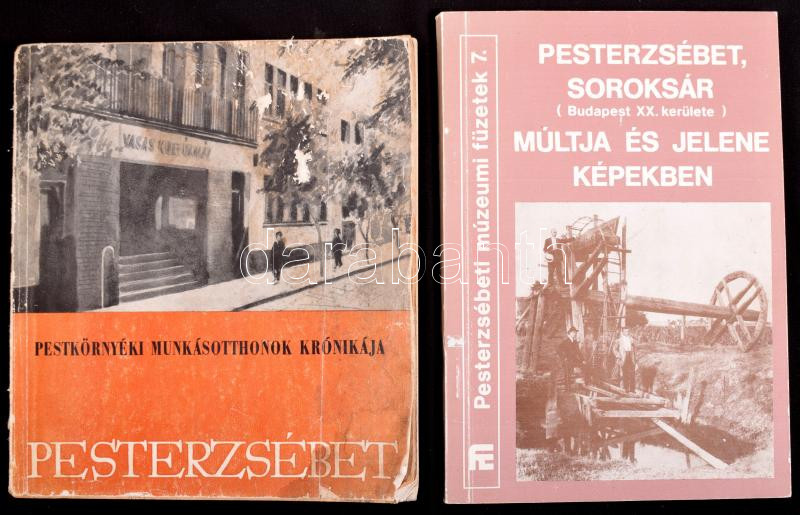 VASAS
PESTKÖRNYÉKI MUNKÁSOTTHONOK KRÓNIKÁJA
PESTERZSÉBET
Pesterzsébeti múzeumi füzetek 7.
PESTERZSÉBET,
SOROKSÁR
( Budapest XX. kerülete )
MÚLTJA ÉS JELENE
KÉPEKBEN
darabanth